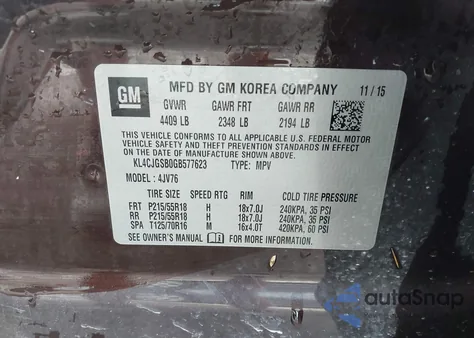 GM
MFD BY GM KOREA COMPANY 11/15
GVWR GAWR FRT GAWR RR
4409 LB 2348 LB 2194 LB
THIS VEHICLE CONFORMS TO ALL APPLICABLE U.S. FEDERAL MOTOR
VEHICLE SAFETY AND THEFT PREVENTION STANDARDS IN EFFECT ON
THE DATE OF MANUFACTURE SHOWN ABOVE.
KL4CJGSB0GB577623 TYPE: MPV
MODEL: 4JV76
TIRE SIZE SPEED RTG RIM COLD TIRE PRESSURE
FRT P215/55R18 H 18x7.0J 240KPA, 35 PSI
RR P215/55R18 H 18x7.0J 240KPA, 35 PSI
SPA T125/70R16 M 16x4.0T 420KPA, 60 PSI
SEE OWNER'S MANUAL FOR MORE INFORMATION.
autoSnap